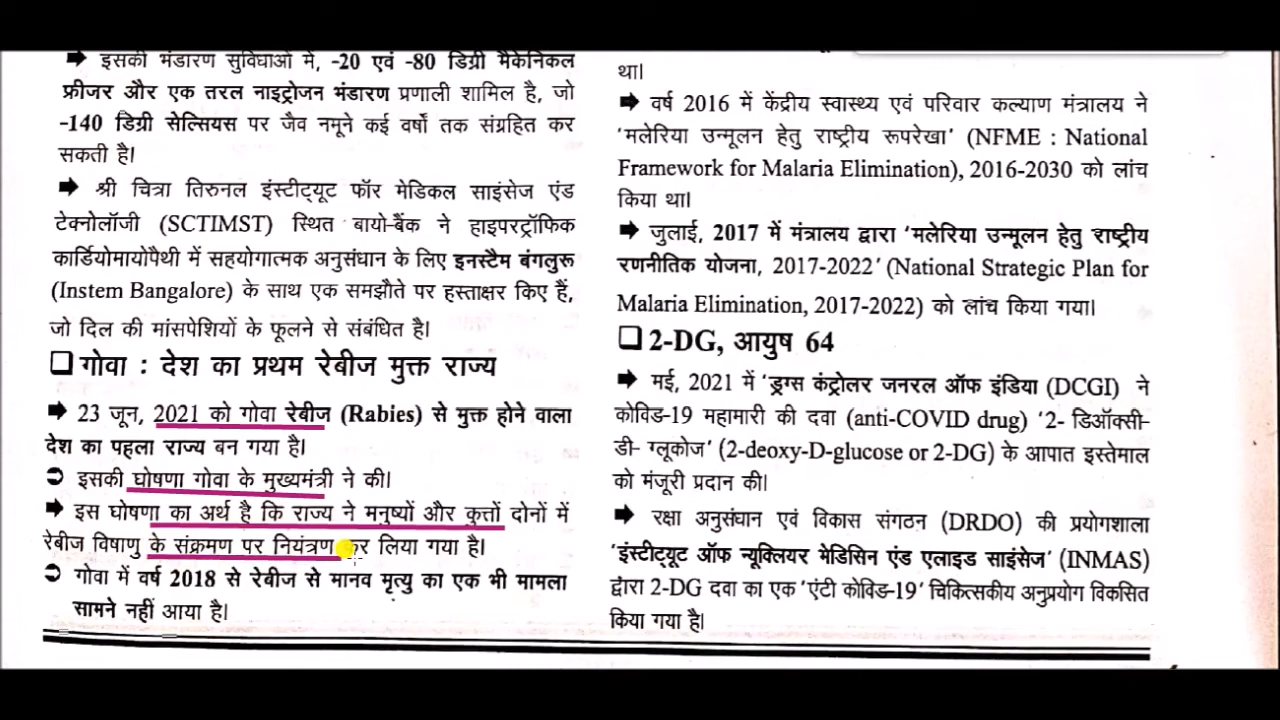 ➡ इसकी भंडारण सुविधाओं में, -20 एवं -80 डिग्री मैकेनिकल
फ्रीजर और एक तरल नाइट्रोजन भंडारण प्रणाली शामिल है, जो
-140 डिग्री सेल्सियस पर जैव नमूने कई वर्षों तक संग्रहित कर
सकती है।
➡ श्री चित्रा तिरुनल इंस्टीट्यूट फॉर मेडिकल साइंसेज एंड
टेक्नोलॉजी (SCTIMST) स्थित बायो-बैंक ने हाइपरट्रॉफिक
कार्डियोमायोपैथी में सहयोगात्मक अनुसंधान के लिए इनस्टैम बंगलुरू
(Instem Bangalore) के साथ एक समझौते पर हस्ताक्षर किए हैं,
जो दिल की मांसपेशियों के फूलने से संबंधित है।
❑ गोवा : देश का प्रथम रेबीज मुक्त राज्य
➡ 23 जून, 2021 को गोवा रेबीज (Rabies) से मुक्त होने वाला
देश का पहला राज्य बन गया है।
➲ इसकी घोषणा गोवा के मुख्यमंत्री ने की।
➡ इस घोषणा का अर्थ है कि राज्य ने मनुष्यों और कुत्तों दोनों में
रेबीज विषाणु के संक्रमण पर नियंत्रण कर लिया गया है।
➲ गोवा में वर्ष 2018 से रेबीज से मानव मृत्यु का एक भी मामला
सामने नहीं आया है।
था।
➡ वर्ष 2016 में केंद्रीय स्वास्थ्य एवं परिवार कल्याण मंत्रालय ने
'मलेरिया उन्मूलन हेतु राष्ट्रीय रूपरेखा' (NFME : National
Framework for Malaria Elimination), 2016-2030 को लांच
किया था।
➡ जुलाई, 2017 में मंत्रालय द्वारा 'मलेरिया उन्मूलन हेतु राष्ट्रीय
रणनीतिक योजना, 2017-2022' (National Strategic Plan for
Malaria Elimination, 2017-2022) को लांच किया गया।
❑ 2-DG, आयुष 64
➡ मई, 2021 में 'ड्रग्स कंट्रोलर जनरल ऑफ इंडिया (DCGI) ने
कोविड-19 महामारी की दवा (anti-COVID drug) '2- डिऑक्सी-
डी- ग्लूकोज' (2-deoxy-D-glucose or 2-DG) के आपात इस्तेमाल
को मंजूरी प्रदान की।
➡ रक्षा अनुसंधान एवं विकास संगठन (DRDO) की प्रयोगशाला
'इंस्टीट्यूट ऑफ न्यूक्लियर मेडिसिन एंड एलाइड साइंसेज' (INMAS)
द्वारा 2-DG दवा का एक 'एंटी कोविड-19' चिकित्सकीय अनुप्रयोग विकसित
किया गया है।